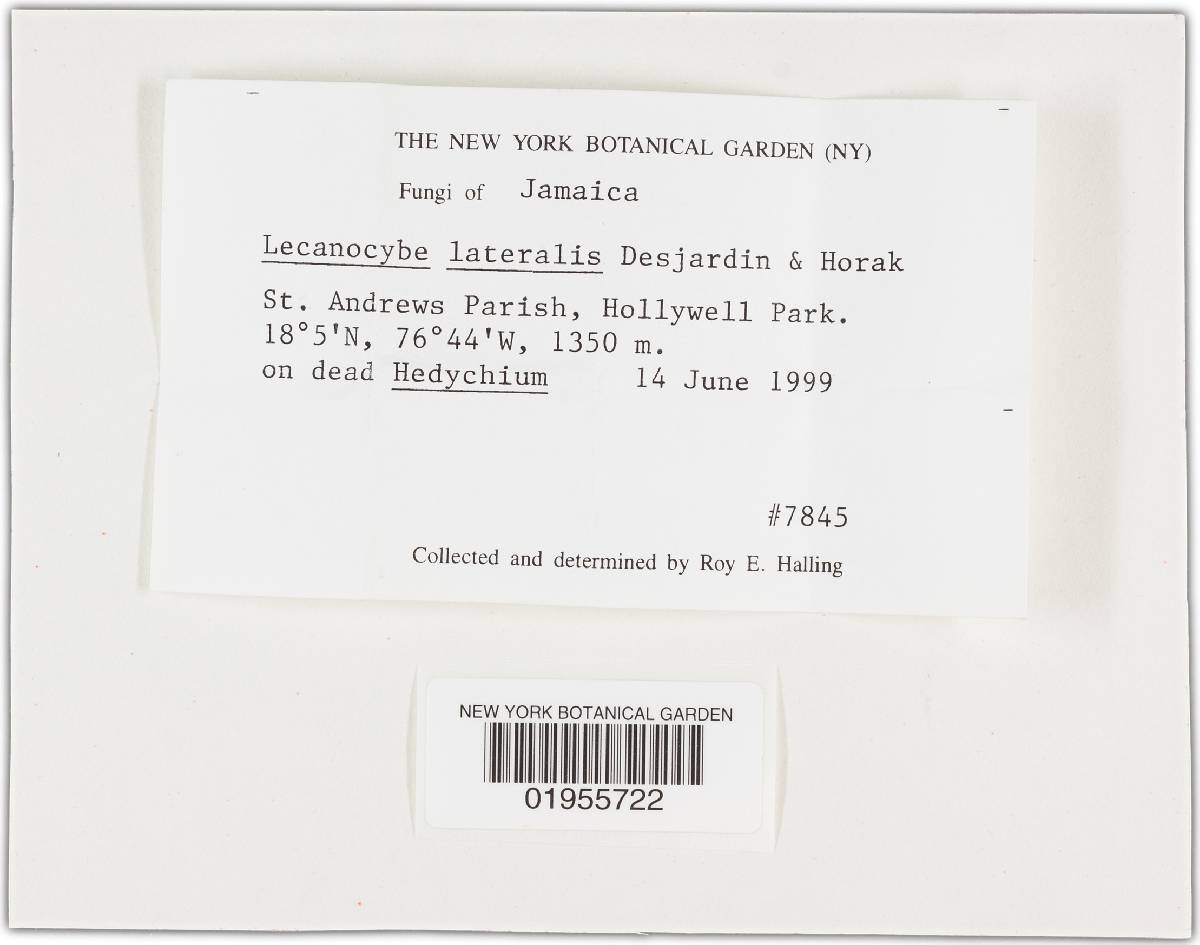 THE NEW YORK BOTANICAL GARDEN (NY)
Fungi of Jamaica
Lecanocybe lateralis Desjardin & Horak
St. Andrews Parish, Hollywell Park.
18°5'N, 76°44'W, 1350 m.
on dead Hedychium 14 June 1999
#7845
Collected and determined by Roy E. Halling
NEW YORK BOTANICAL GARDEN
01955722